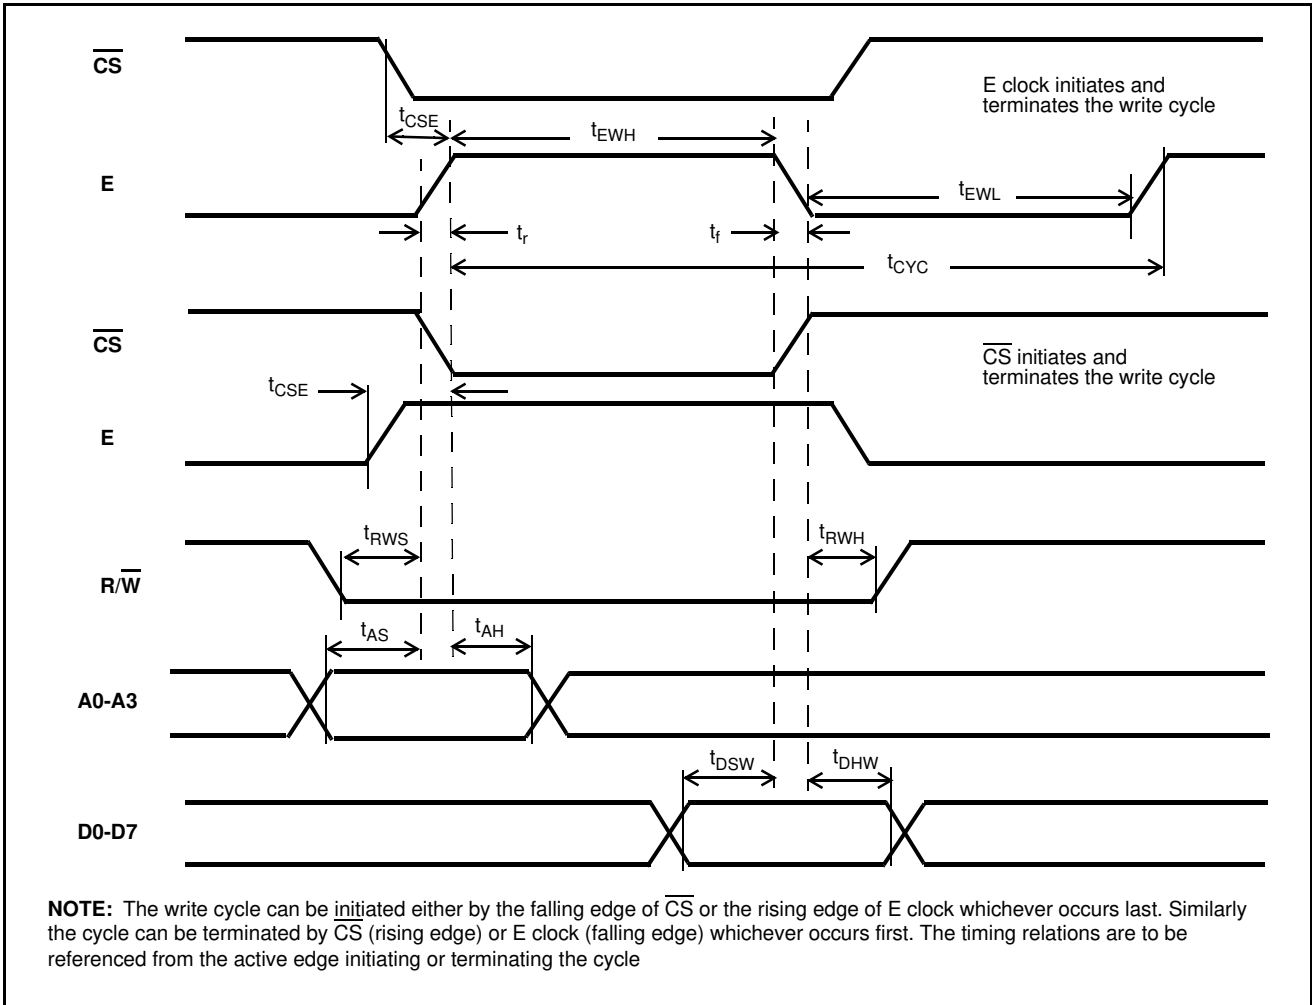 CS
E clock initiates and
terminates the write cycle
tCSE
tEWH
E
tEWL
tr
tf
tCYC
CS
CS initiates and
terminates the write cycle
tCSE
E
tRWS
tRWH
R/W
tAS
tAH
A0-A3
tDSW
tDHW
D0-D7
NOTE: The write cycle can be initiated either by the falling edge of CS or the rising edge of E clock whichever occurs last. Similarly
the cycle can be terminated by CS (rising edge) or E clock (falling edge) whichever occurs first. The timing relations are to be
referenced from the active edge initiating or terminating the cycle